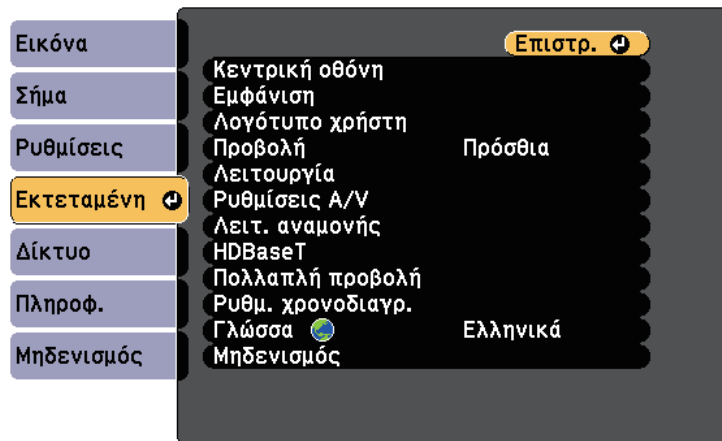 Εικόνα
Σήμα
Ρυθμίσεις
Εκτεταμένη
Δίκτυο
Πληροφ.
Μηδενισμός
Επιστρ.
Κεντρική οθόνη
Εμφάνιση
Λογότυπο χρήστη
Προβολή Πρόσθια
Λειτουργία
Ρυθμίσεις A/V
Λειτ. αναμονής
HDBaseT
Πολλαπλή προβολή
Ρυθμ. χρονοδιαγρ.
Γλώσσα Ελληνικά
Μηδενισμός